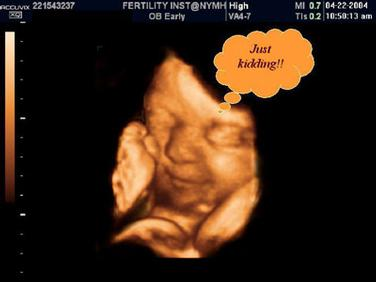 ACCUVIX 221543237 FERTILITY INST@NYMH High MI 0.7 04-22-2004
OB Early VA4-7 TIs 0.2 10:50:13 am
Just
kidding!!